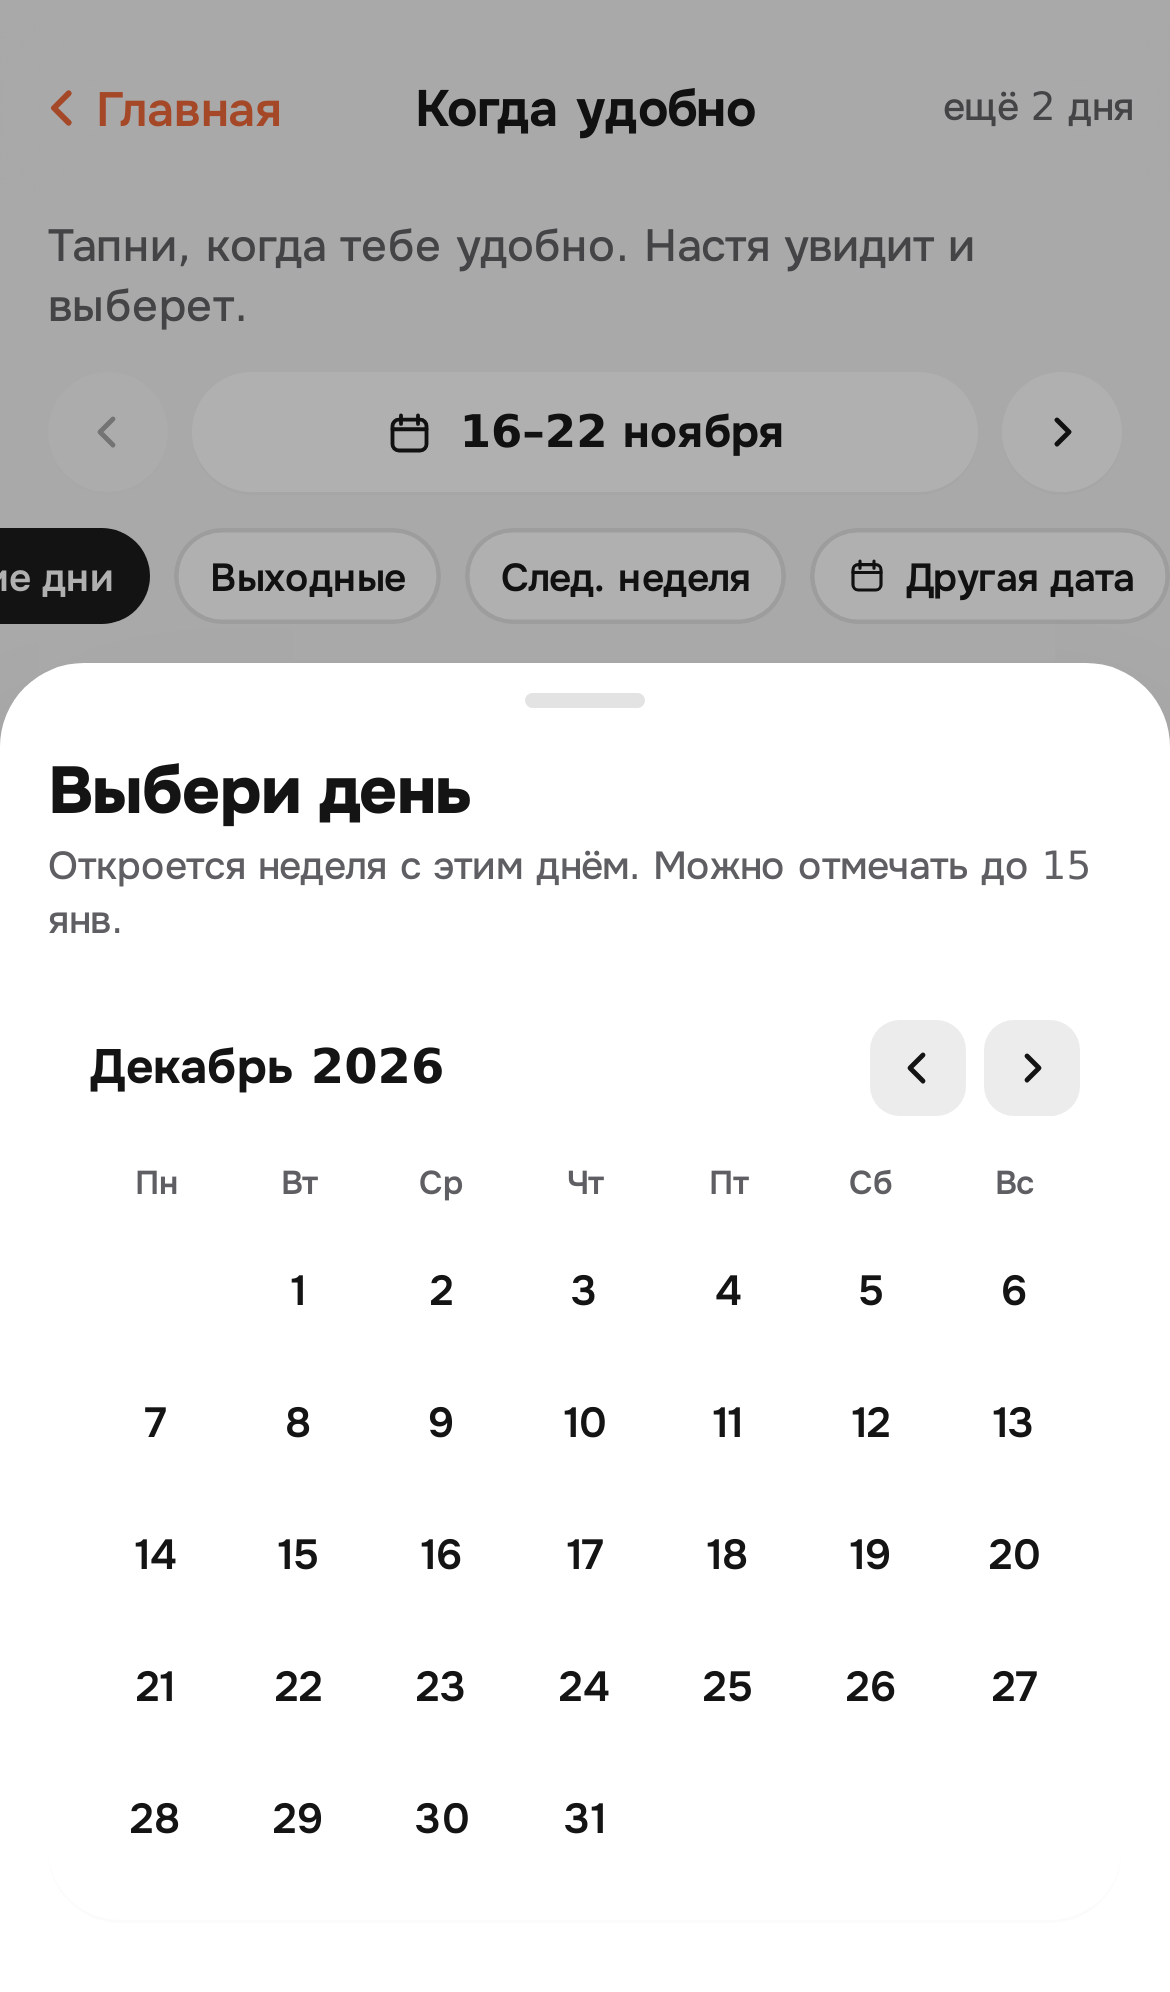 Главная
Когда удобно
ещё 2 дня
Тапни, когда тебе удобно. Настя увидит и
выберет.
16–22 ноября
дни
Выходные
След. неделя
Другая дата
Выбери день
Откроется неделя с этим днём. Можно отмечать до 15
янв.
Декабрь 2026
Пн Вт Ср Чт Пт Сб Вс
1 2 3 4 5 6
7 8 9 10 11 12 13
14 15 16 17 18 19 20
21 22 23 24 25 26 27
28 29 30 31